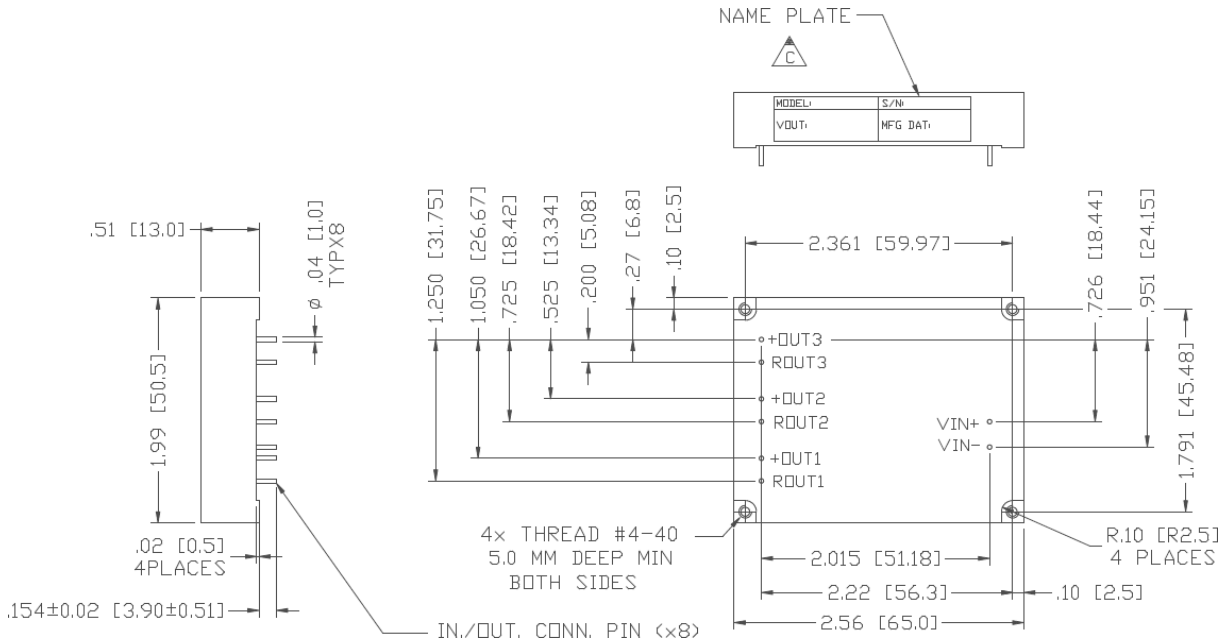 NAME PLATE
C
MODEL:
S/N:
VOUT:
MFG DAT:
.51 [13.0]
ø .04 [1.0]
TYPX8
1.250 [31.75]
1.050 [26.67]
.725 [18.42]
.525 [13.34]
.200 [5.08]
.27 [6.8]
.10 [2.5]
2.361 [59.97]
.726 [18.44]
.951 [24.15]
1.99 [50.5]
+OUT3
ROUT3
+OUT2
ROUT2
+OUT1
ROUT1
VIN+
VIN-
1.791 [45.48]
.02 [0.5]
4PLACES
4x THREAD #4-40
5.0 MM DEEP MIN
BOTH SIDES
R.10 [R2.5]
4 PLACES
2.015 [51.18]
2.22 [56.3]
.10 [2.5]
2.56 [65.0]
.154±0.02 [3.90±0.51]
IN./OUT. CONN. PIN (x8)